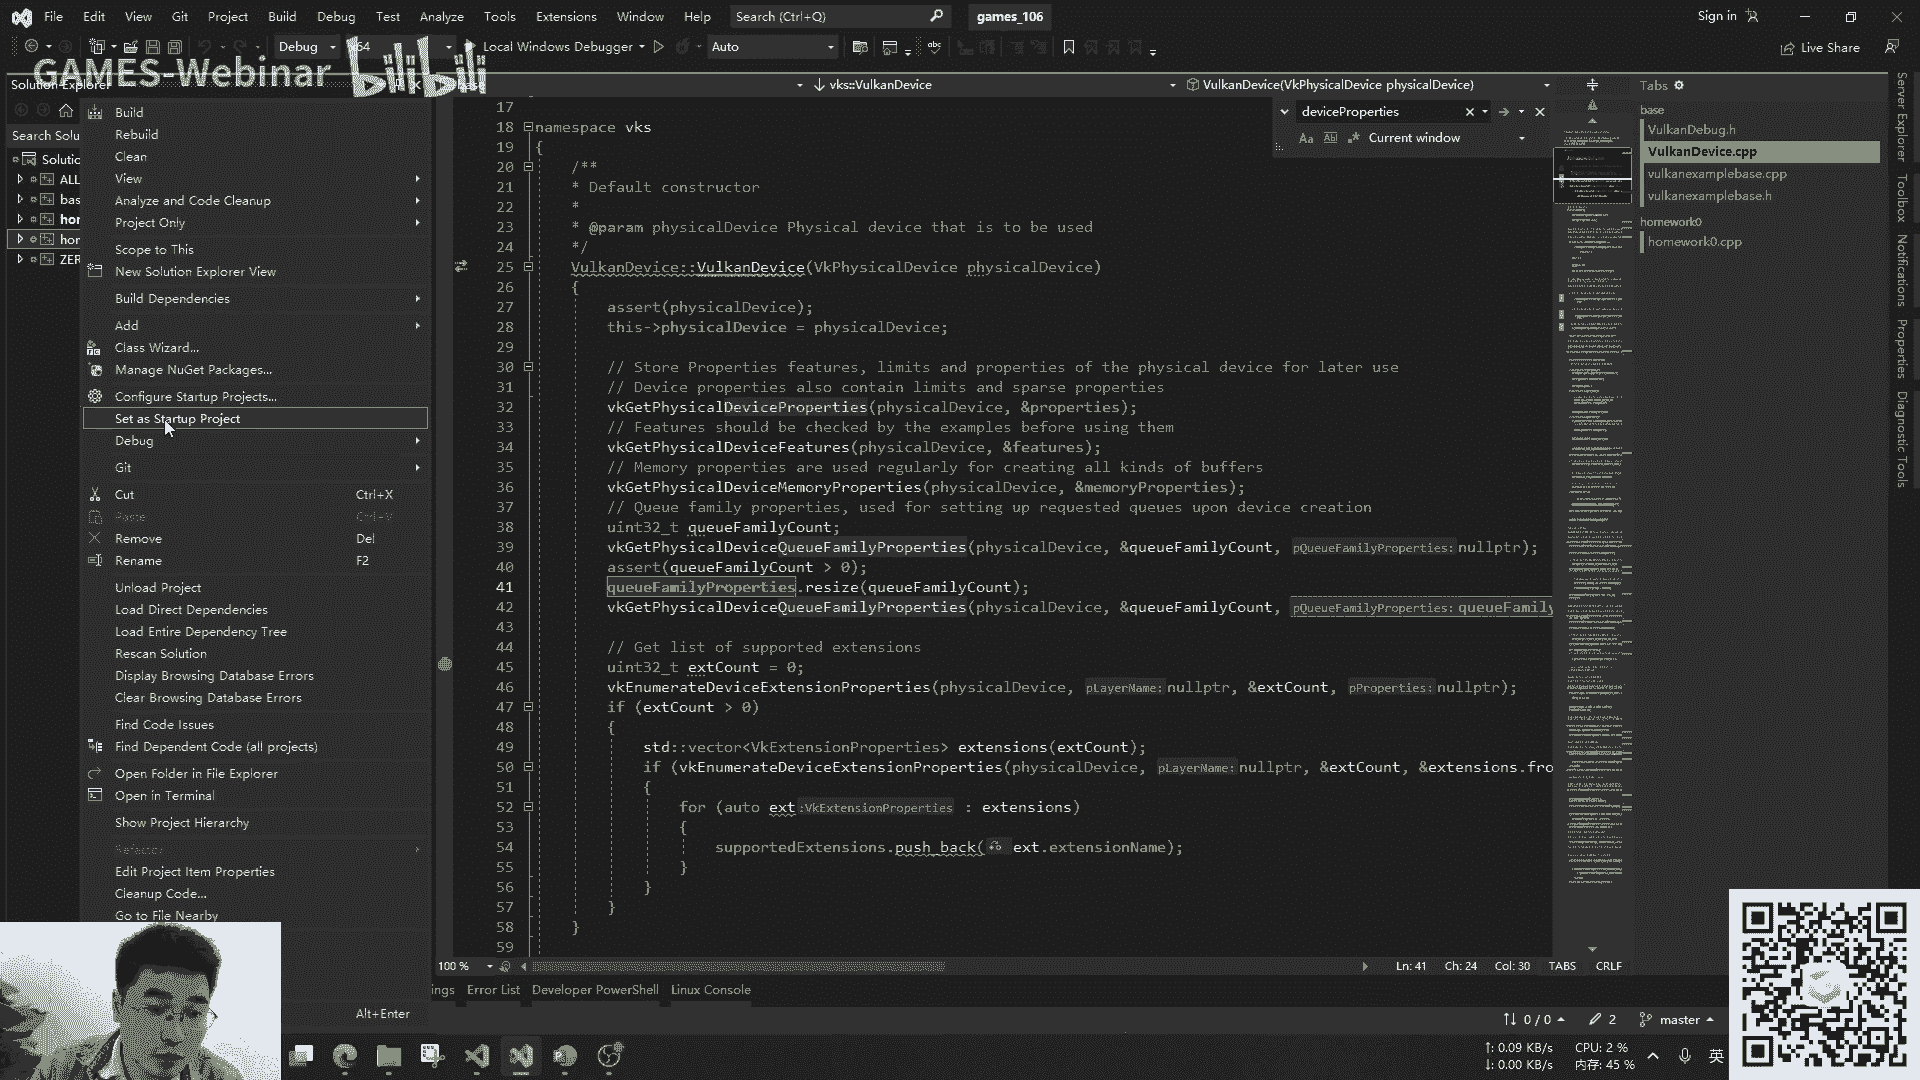 File Edit View Git Project Build Debug Test Analyze Tools Extensions Window Help Search (Ctrl+Q) games_106 Sign in
Debug 64 Local Windows Debugger Auto Live Share
GAMES-Webinar bilibili
Solution Explorer
vks::VulkanDevice VulkanDevice(VkPhysicalDevice physicalDevice)
Search Solu
Solutio
ALL
bas
hor
hor
ZER
Build
Rebuild
Clean
View
Analyze and Code Cleanup
Project Only
Scope to This
New Solution Explorer View
Build Dependencies
Add
Class Wizard...
Manage NuGet Packages...
Configure Startup Projects...
Set as Startup Project
Debug
Git
Cut Ctrl+X
Paste Ctrl+V
Remove Del
Rename F2
Unload Project
Load Direct Dependencies
Load Entire Dependency Tree
Rescan Solution
Display Browsing Database Errors
Clear Browsing Database Errors
Find Code Issues
Find Dependent Code (all projects)
Open Folder in File Explorer
Open in Terminal
Show Project Hierarchy
Refactor
Edit Project Item Properties
Cleanup Code...
Go to File Nearby
Alt+Enter
deviceProperties
Aa Ab Current window
17
18 namespace vks
19 {
20 /**
21 * Default constructor
22 *
23 * @param physicalDevice Physical device that is to be used
24 */
25 VulkanDevice::VulkanDevice(VkPhysicalDevice physicalDevice)
26 {
27 assert(physicalDevice);
28 this->physicalDevice = physicalDevice;
29
30 // Store Properties features, limits and properties of the physical device for later use
31 // Device properties also contain limits and sparse properties
32 vkGetPhysicalDeviceProperties(physicalDevice, &properties);
33 // Features should be checked by the examples before using them
34 vkGetPhysicalDeviceFeatures(physicalDevice, &features);
35 // Memory properties are used regularly for creating all kinds of buffers
36 vkGetPhysicalDeviceMemoryProperties(physicalDevice, &memoryProperties);
37 // Queue family properties, used for setting up requested queues upon device creation
38 uint32_t queueFamilyCount;
39 vkGetPhysicalDeviceQueueFamilyProperties(physicalDevice, &queueFamilyCount, pQueueFamilyProperties: nullptr);
40 assert(queueFamilyCount > 0);
41 queueFamilyProperties.resize(queueFamilyCount);
42 vkGetPhysicalDeviceQueueFamilyProperties(physicalDevice, &queueFamilyCount, pQueueFamilyProperties: queueFamily
43
44 // Get list of supported extensions
45 uint32_t extCount = 0;
46 vkEnumerateDeviceExtensionProperties(physicalDevice, pLayerName: nullptr, &extCount, pProperties: nullptr);
47 if (extCount > 0)
48 {
49 std::vector<VkExtensionProperties> extensions(extCount);
50 if (vkEnumerateDeviceExtensionProperties(physicalDevice, pLayerName: nullptr, &extCount, &extensions.fro
51 {
52 for (auto ext :VkExtensionProperties : extensions)
53 {
54 supportedExtensions.push_back( ext.extensionName);
55 }
56 }
57 }
58 }
59
100 % Ln: 41 Ch: 24 Col: 30 TABS CRLF
ings Error List Developer PowerShell Linux Console
0 / 0 2 master
Tabs
base
VulkanDebug.h
VulkanDevice.cpp
vulkanexamplebase.cpp
vulkanexamplebase.h
homework0
homework0.cpp
Server Explorer
Toolbox
Notifications
Properties
Diagnostic Tools
↑: 0.09 KB/s CPU: 2 %
↓: 0.00 KB/s 内存: 45 %
英